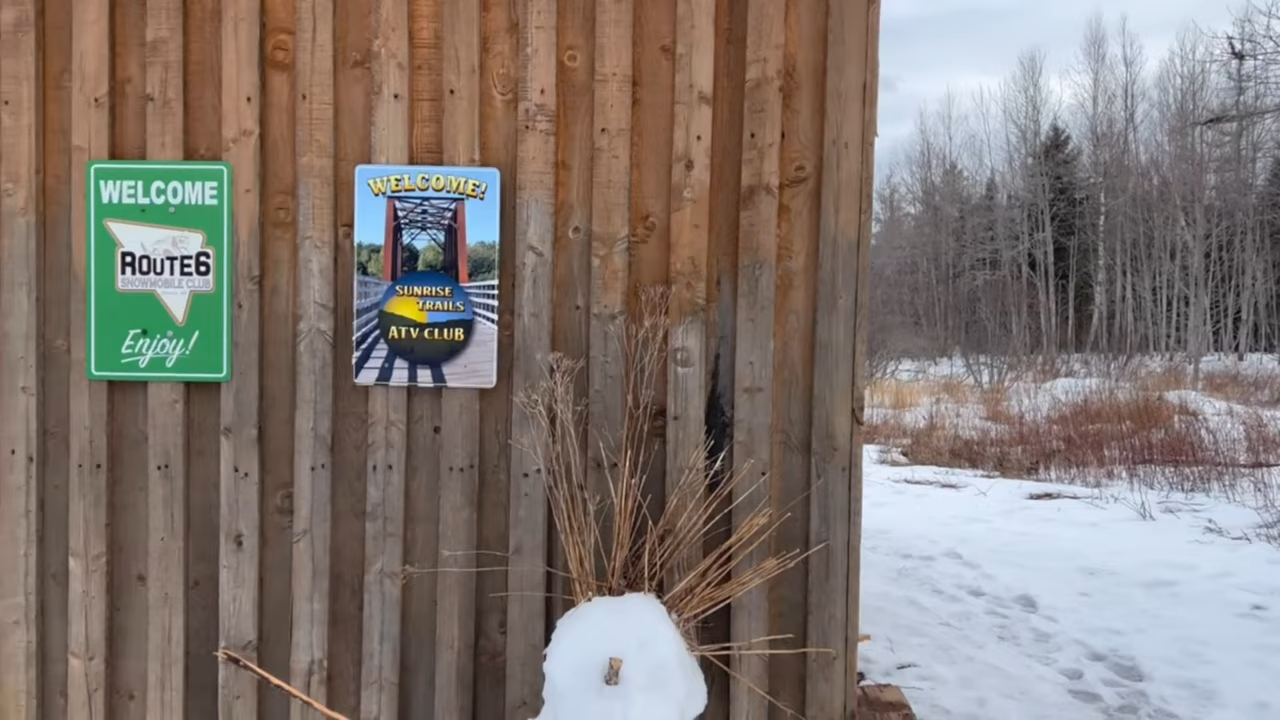 WELCOME
ROUTE6
SNOWMOBILE CLUB
Enjoy!
WELCOME!
SUNRISE
TRAILS
ATV CLUB